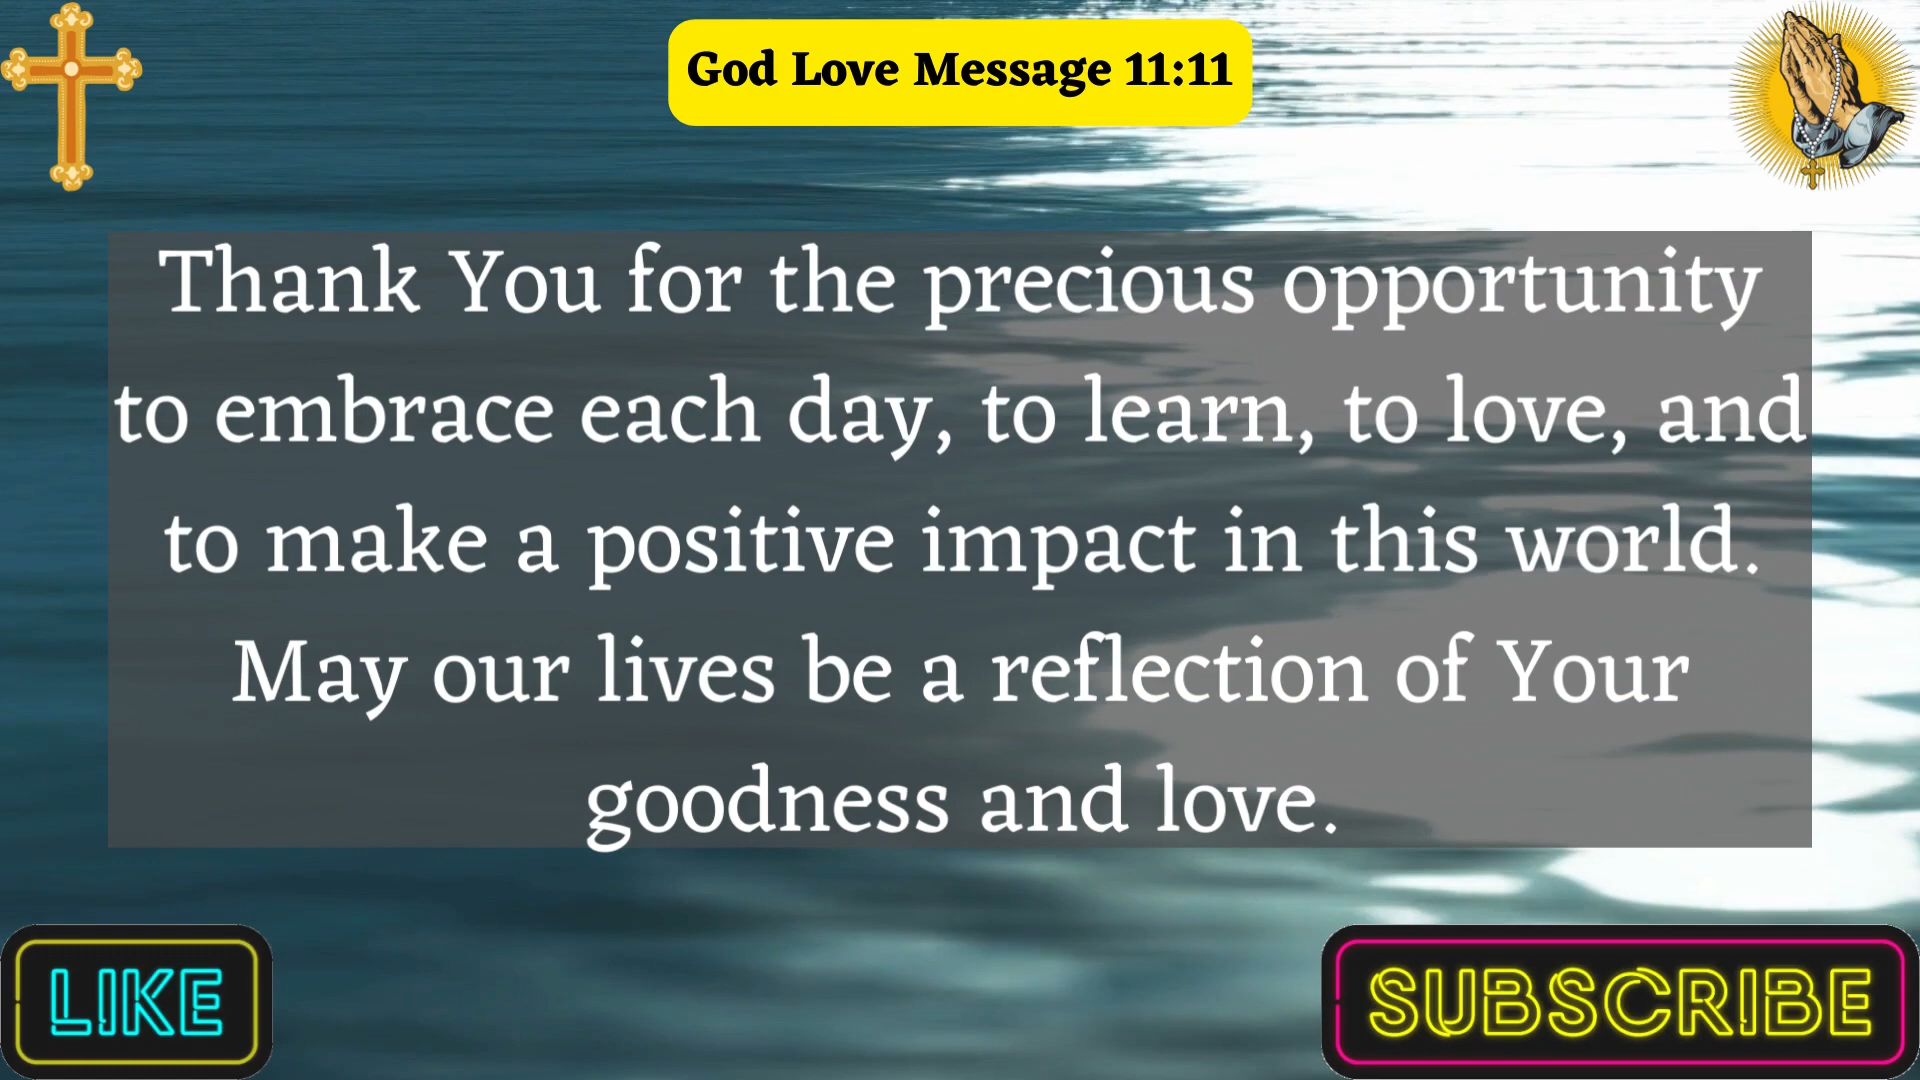 God Love Message 11:11
Thank You for the precious opportunity
to embrace each day, to learn, to love, and
to make a positive impact in this world.
May our lives be a reflection of Your
goodness and love.
LIKE
SUBSCRIBE